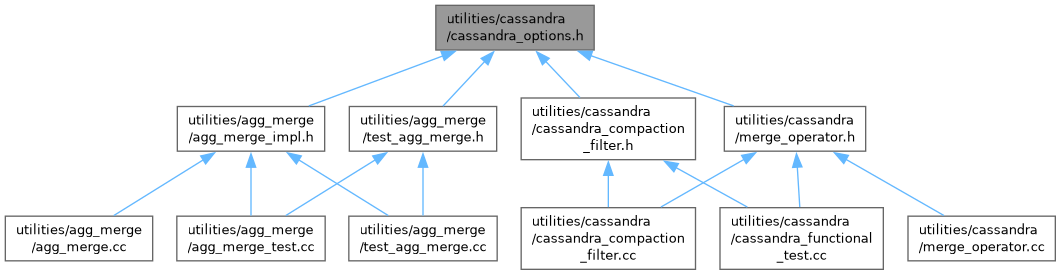 utilities/cassandra
/cassandra_options.h
utilities/agg_merge
/agg_merge_impl.h
utilities/agg_merge
/test_agg_merge.h
utilities/cassandra
/cassandra_compaction
_filter.h
utilities/cassandra
/merge_operator.h
utilities/agg_merge
/agg_merge.cc
utilities/agg_merge
/agg_merge_test.cc
utilities/agg_merge
/test_agg_merge.cc
utilities/cassandra
/cassandra_compaction
_filter.cc
utilities/cassandra
/cassandra_functional
_test.cc
utilities/cassandra
/merge_operator.cc